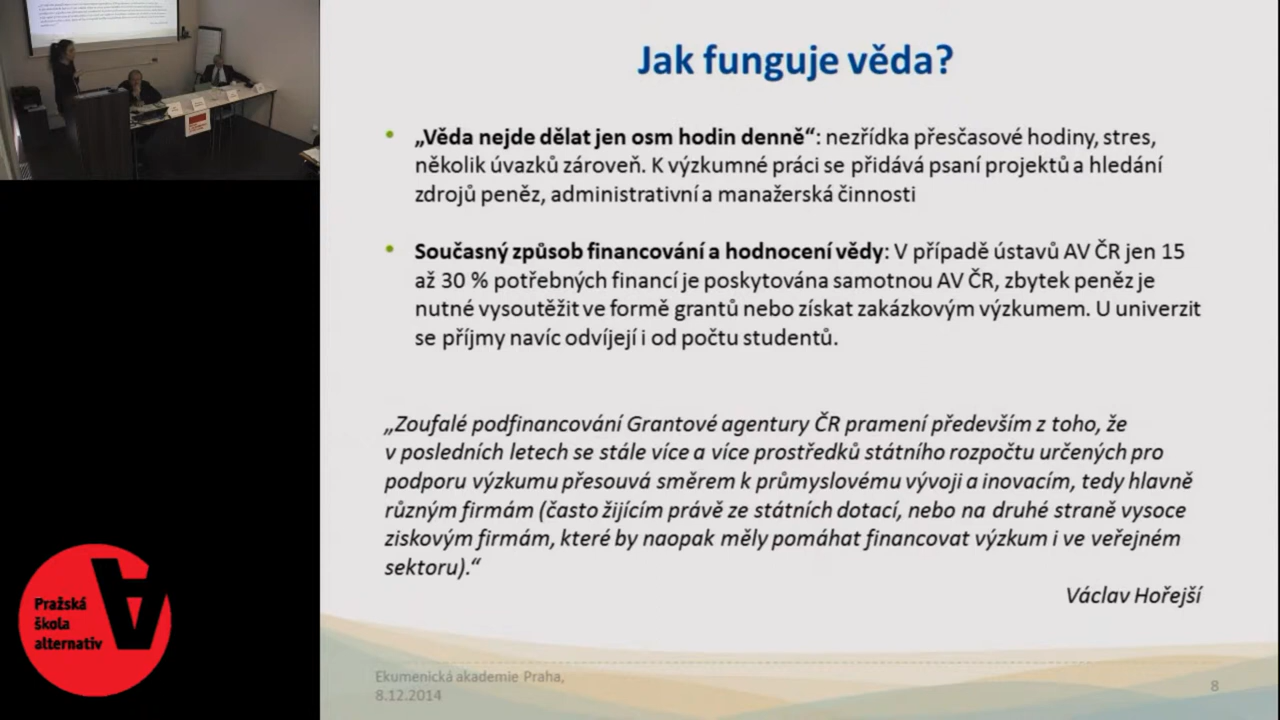 Jak funguje věda?
„Věda nejde dělat jen osm hodin denně“: nezřídka přesčasové hodiny, stres,
několik úvazků zároveň. K výzkumné práci se přidává psaní projektů a hledání
zdrojů peněz, administrativní a manažerská činnosti
Současný způsob financování a hodnocení vědy: V případě ústavů AV ČR jen 15
až 30 % potřebných financí je poskytována samotnou AV ČR, zbytek peněz je
nutné vysoutěžit ve formě grantů nebo získat zakázkovým výzkumem. U univerzit
se příjmy navíc odvíjejí i od počtu studentů.
„Zoufalé podfinancování Grantové agentury ČR pramení především z toho, že
v posledních letech se stále více a více prostředků státního rozpočtu určených pro
podporu výzkumu přesouvá směrem k průmyslovému vývoji a inovacím, tedy hlavně
různým firmám (často žijícím právě ze státních dotací, nebo na druhé straně vysoce
ziskovým firmám, které by naopak měly pomáhat financovat výzkum i ve veřejném
sektoru).“
Václav Hořejší
Pražská
škola
alternativ
Ekumenická akademie Praha,
8.12.2014
8